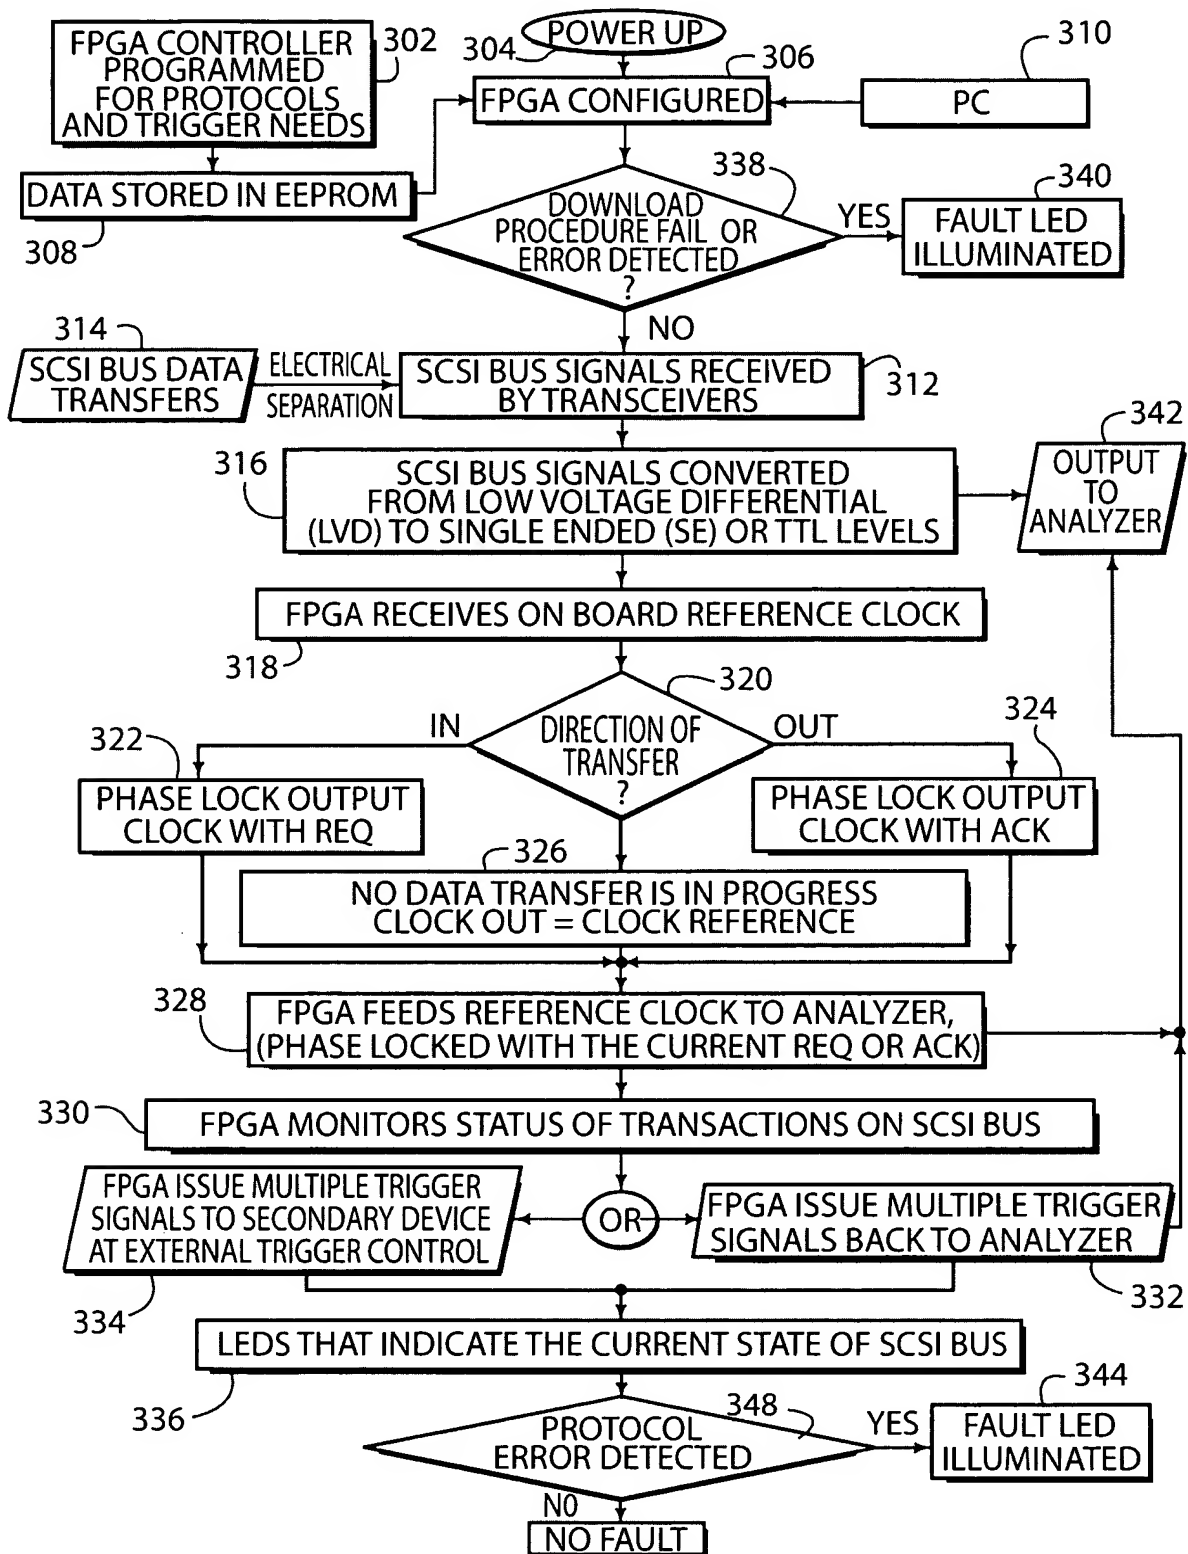 FPGA CONTROLLER
PROGRAMMED
FOR PROTOCOLS
AND TRIGGER NEEDS
302
POWER UP
304
306
FPGA CONFIGURED
310
PC
DATA STORED IN EEPROM
308
338
DOWNLOAD
PROCEDURE FAIL OR
ERROR DETECTED
?
YES
340
FAULT LED
ILLUMINATED
NO
314
SCSI BUS DATA
TRANSFERS
ELECTRICAL
SEPARATION
SCSI BUS SIGNALS RECEIVED
BY TRANSCEIVERS
312
316
SCSI BUS SIGNALS CONVERTED
FROM LOW VOLTAGE DIFFERENTIAL
(LVD) TO SINGLE ENDED (SE) OR TTL LEVELS
342
OUTPUT
TO
ANALYZER
FPGA RECEIVES ON BOARD REFERENCE CLOCK
318
320
DIRECTION OF
TRANSFER
?
IN
OUT
322
PHASE LOCK OUTPUT
CLOCK WITH REQ
324
PHASE LOCK OUTPUT
CLOCK WITH ACK
326
NO DATA TRANSFER IS IN PROGRESS
CLOCK OUT = CLOCK REFERENCE
328
FPGA FEEDS REFERENCE CLOCK TO ANALYZER,
(PHASE LOCKED WITH THE CURRENT REQ OR ACK)
330
FPGA MONITORS STATUS OF TRANSACTIONS ON SCSI BUS
FPGA ISSUE MULTIPLE TRIGGER
SIGNALS TO SECONDARY DEVICE
AT EXTERNAL TRIGGER CONTROL
334
OR
FPGA ISSUE MULTIPLE TRIGGER
SIGNALS BACK TO ANALYZER
332
LEDS THAT INDICATE THE CURRENT STATE OF SCSI BUS
336
348
PROTOCOL
ERROR DETECTED
YES
344
FAULT LED
ILLUMINATED
NO
NO FAULT